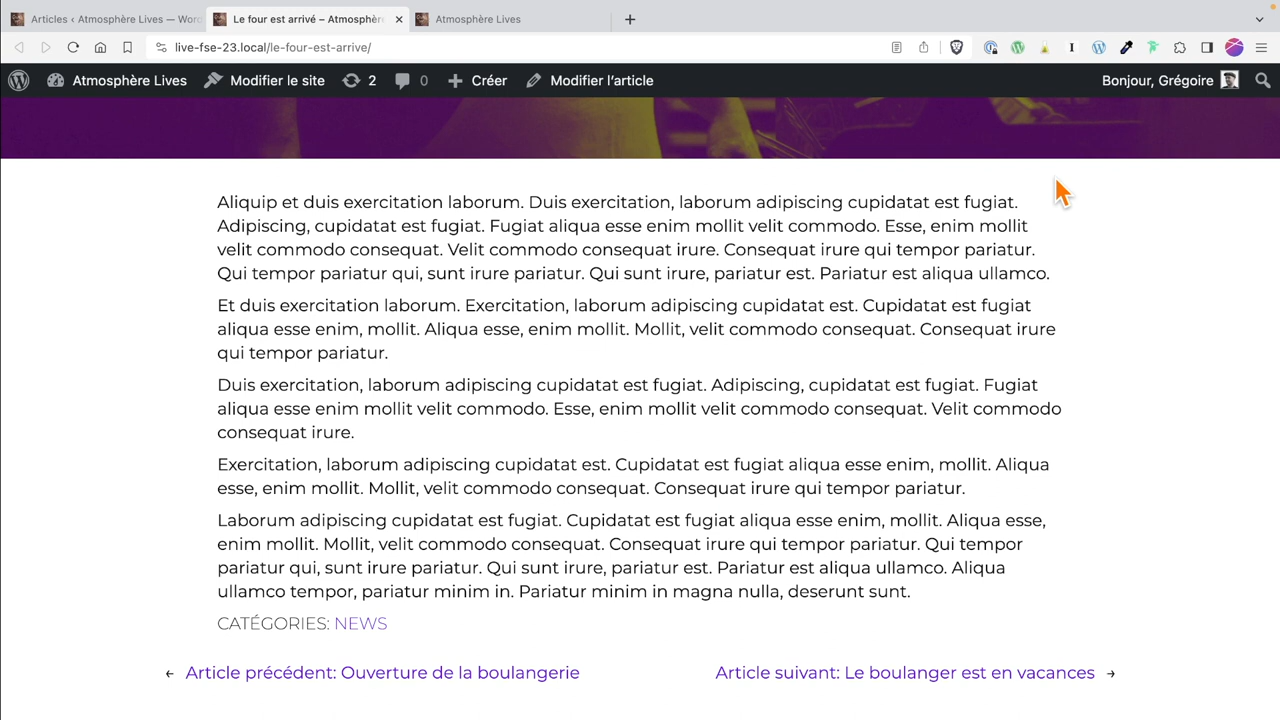 Articles ‹ Atmosphère Lives — Word
Le four est arrivé – Atmosphère
Atmosphère Lives
live-fse-23.local/le-four-est-arrive/
Atmosphère Lives
Modifier le site
2
0
Créer
Modifier l’article
Bonjour, Grégoire
Aliquip et duis exercitation laborum. Duis exercitation, laborum adipiscing cupidatat est fugiat.
Adipiscing, cupidatat est fugiat. Fugiat aliqua esse enim mollit velit commodo. Esse, enim mollit
velit commodo consequat. Velit commodo consequat irure. Consequat irure qui tempor pariatur.
Qui tempor pariatur qui, sunt irure pariatur. Qui sunt irure, pariatur est. Pariatur est aliqua ullamco.
Et duis exercitation laborum. Exercitation, laborum adipiscing cupidatat est. Cupidatat est fugiat
aliqua esse enim, mollit. Aliqua esse, enim mollit. Mollit, velit commodo consequat. Consequat irure
qui tempor pariatur.
Duis exercitation, laborum adipiscing cupidatat est fugiat. Adipiscing, cupidatat est fugiat. Fugiat
aliqua esse enim mollit velit commodo. Esse, enim mollit velit commodo consequat. Velit commodo
consequat irure.
Exercitation, laborum adipiscing cupidatat est. Cupidatat est fugiat aliqua esse enim, mollit. Aliqua
esse, enim mollit. Mollit, velit commodo consequat. Consequat irure qui tempor pariatur.
Laborum adipiscing cupidatat est fugiat. Cupidatat est fugiat aliqua esse enim, mollit. Aliqua esse,
enim mollit. Mollit, velit commodo consequat. Consequat irure qui tempor pariatur. Qui tempor
pariatur qui, sunt irure pariatur. Qui sunt irure, pariatur est. Pariatur est aliqua ullamco. Aliqua
ullamco tempor, pariatur minim in. Pariatur minim in magna nulla, deserunt sunt.
CATÉGORIES: NEWS
← Article précédent: Ouverture de la boulangerie
Article suivant: Le boulanger est en vacances →